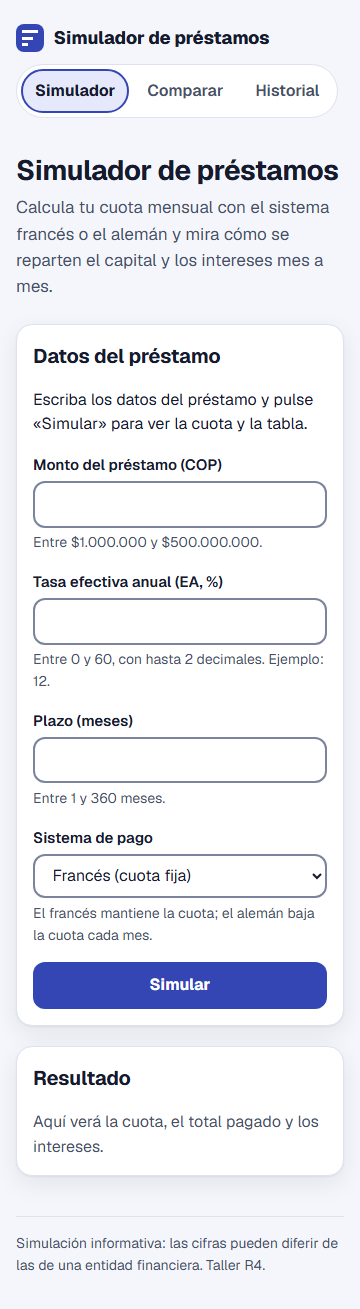 Simulador de préstamos
Simulador
Comparar
Historial
Simulador de préstamos
Calcula tu cuota mensual con el sistema
francés o el alemán y mira cómo se
reparten el capital y los intereses mes a
mes.
Datos del préstamo
Escriba los datos del préstamo y pulse
«Simular» para ver la cuota y la tabla.
Monto del préstamo (COP)
Entre $1.000.000 y $500.000.000.
Tasa efectiva anual (EA, %)
Entre 0 y 60, con hasta 2 decimales. Ejemplo:
12.
Plazo (meses)
Entre 1 y 360 meses.
Sistema de pago
Francés (cuota fija)
El francés mantiene la cuota; el alemán baja
la cuota cada mes.
Simular
Resultado
Aquí verá la cuota, el total pagado y los
intereses.
Simulación informativa: las cifras pueden diferir de
las de una entidad financiera. Taller R4.